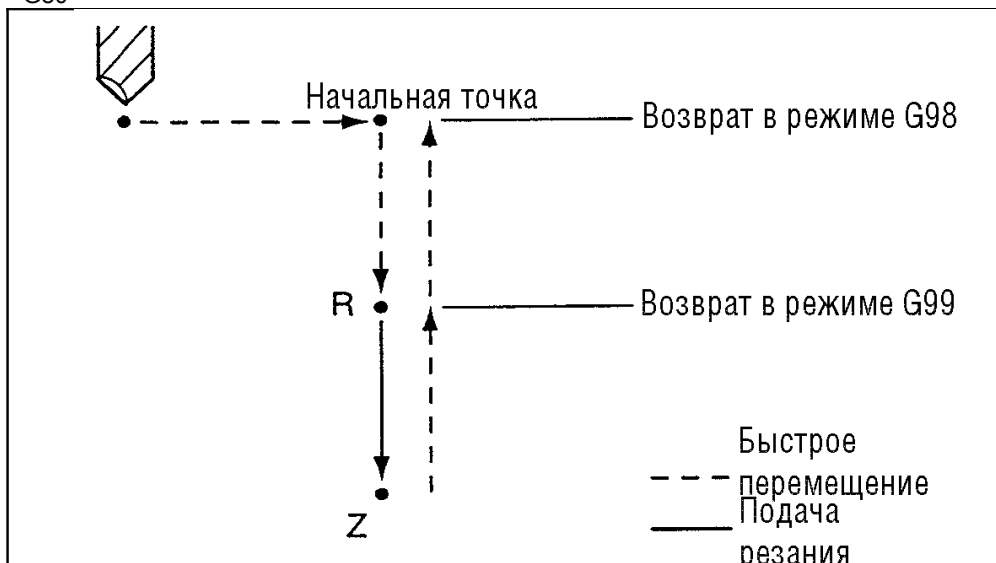 Начальная точка
Возврат в режиме G98
R
Возврат в режиме G99
Z
Быстрое
перемещение
Подача
резания